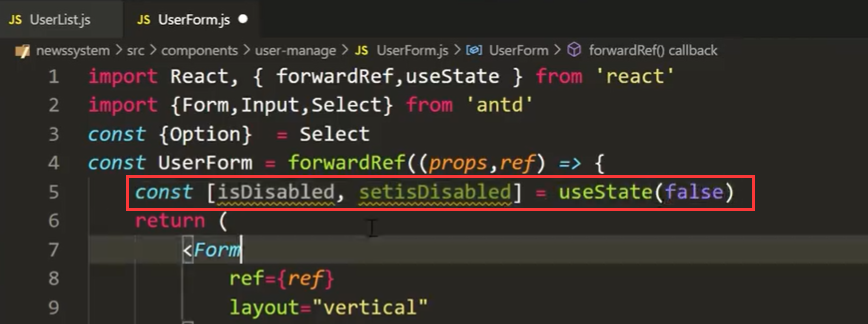 JS UserList.js JS UserForm.js ●
newssystem > src > components > user-manage > JS UserForm.js > UserForm > forwardRef() callback
1 import React, { forwardRef,useState } from 'react'
2 import {Form,Input,Select} from 'antd'
3 const {Option}  = Select
4 const UserForm = forwardRef((props,ref) => {
5     const [isDisabled, setisDisabled] = useState(false)
6     return (
7         <Form
8             ref={ref}
9             layout="vertical"